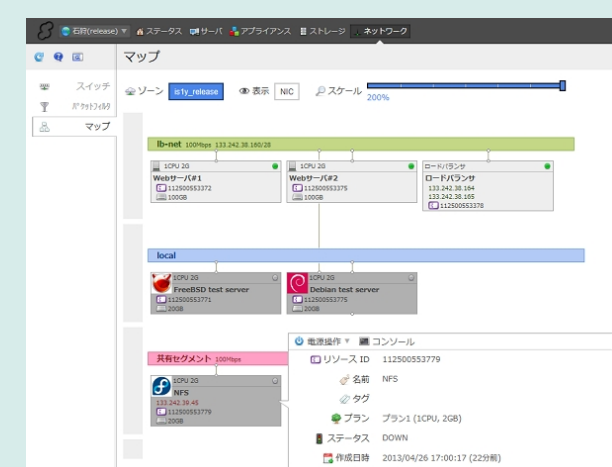 石狩(release) ▼ ステータス サーバ アプライアンス ストレージ ネットワーク
マップ
スイッチ
パケットフィルタ
マップ
ゾーン is1y_release 表示 NIC スケール
200%
lb-net 100Mbps 133.242.38.160/28
1CPU 2G
Webサーバ#1
112500553372
100GB
1CPU 2G
Webサーバ#2
112500553375
100GB
ロードバランサ
ロードバランサ
133.242.38.164
133.242.38.165
112500553378
local
1CPU 2G
FreeBSD test server
112500553771
20GB
1CPU 2G
Debian test server
112500553775
20GB
共有セグメント 100Mbps
1CPU 2G
NFS
133.242.39.45
112500553779
20GB
電源操作 ▼ コンソール
リソース ID 112500553779
名前 NFS
タグ
プラン プラン1 (1CPU, 2GB)
ステータス DOWN
作成日時 2013/04/26 17:00:17 (22分前)